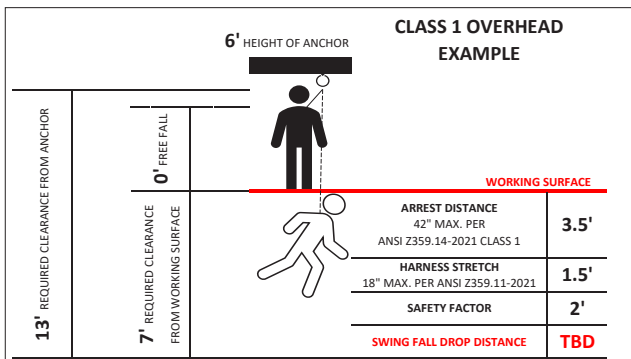 CLASS 1 OVERHEAD
EXAMPLE
6' HEIGHT OF ANCHOR
13' REQUIRED CLEARANCE FROM ANCHOR
0' FREE FALL
7' REQUIRED CLEARANCE
FROM WORKING SURFACE
WORKING SURFACE
ARREST DISTANCE
42" MAX. PER
ANSI Z359.14-2021 CLASS 1
3.5'
HARNESS STRETCH
18" MAX. PER ANSI Z359.11-2021
1.5'
SAFETY FACTOR
2'
SWING FALL DROP DISTANCE
TBD